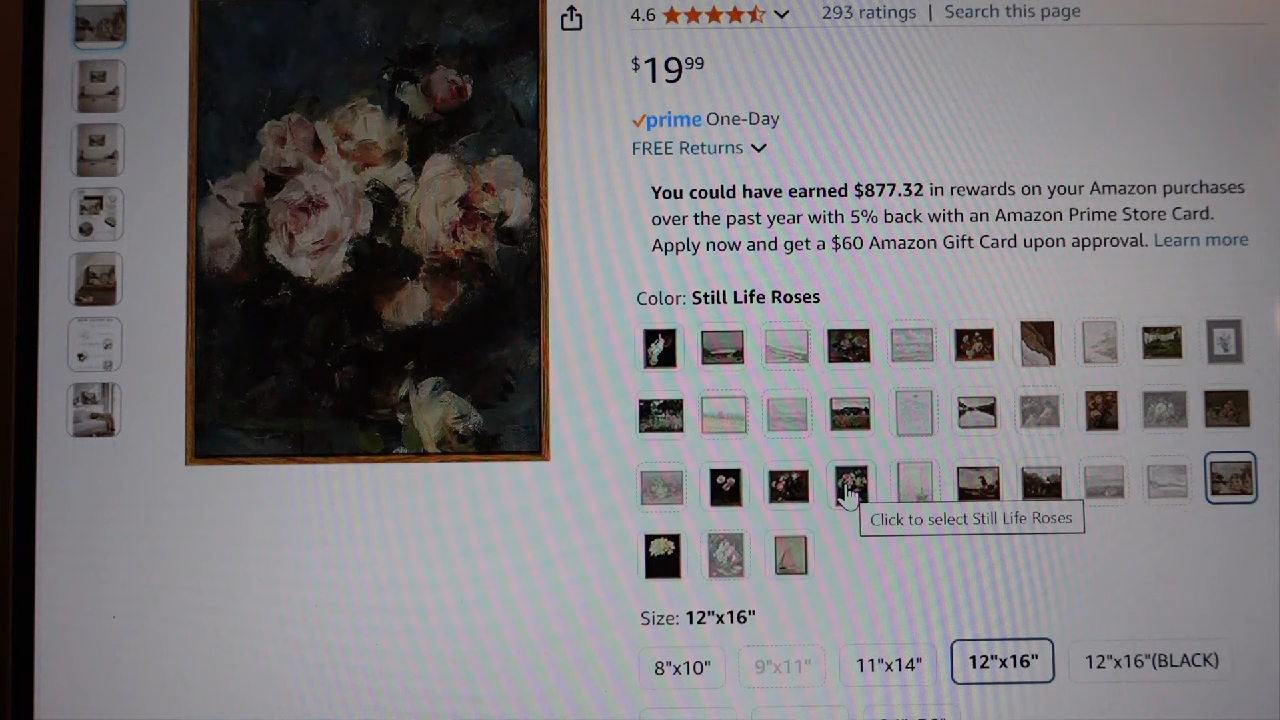 4.6 293 ratings | Search this page
$1999
prime One-Day
FREE Returns
You could have earned $877.32 in rewards on your Amazon purchases
over the past year with 5% back with an Amazon Prime Store Card.
Apply now and get a $60 Amazon Gift Card upon approval. Learn more
Color: Still Life Roses
Click to select Still Life Roses
Size: 12"x16"
8"x10" 9"x11" 11"x14" 12"x16" 12"x16"(BLACK)